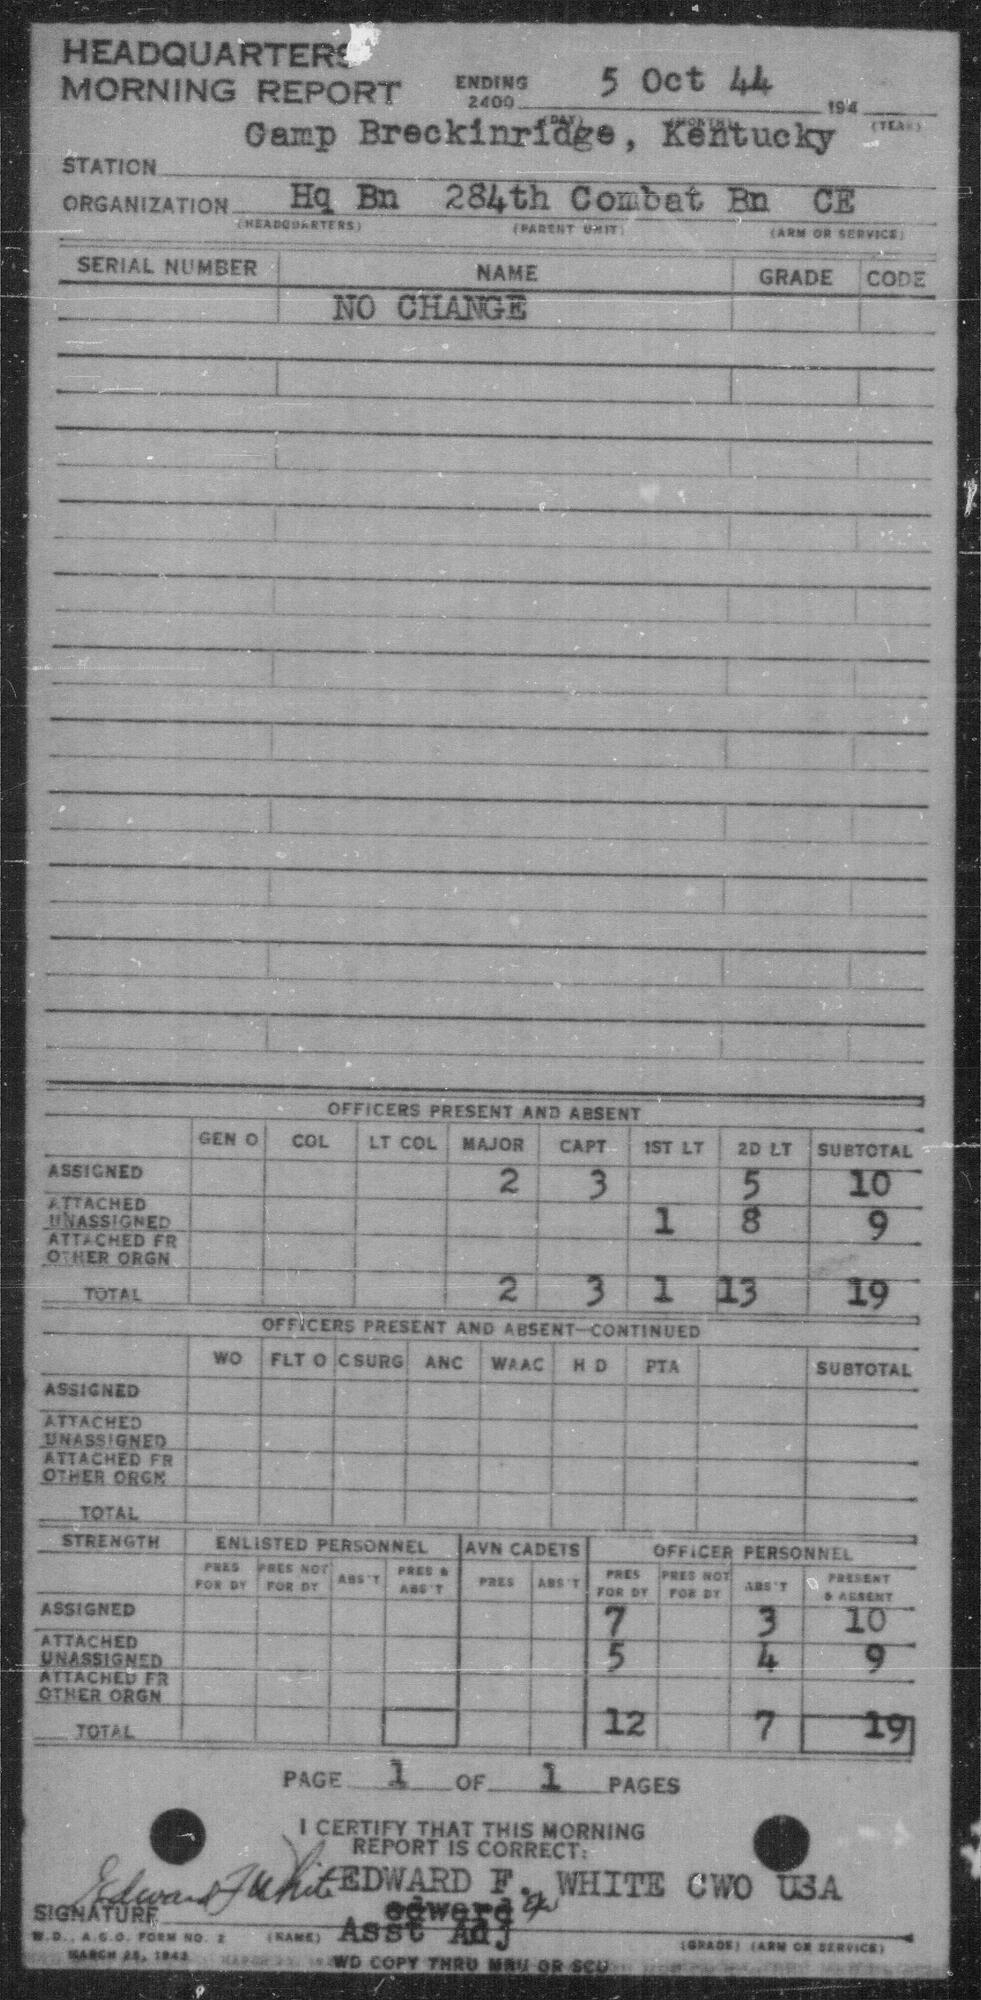 HEADQUARTERS
MORNING REPORT ENDING 2400 5 Oct 44 194
(DAY) (MONTH) (YEAR)
Camp Breckinridge, Kentucky
STATION
ORGANIZATION Hq Bn 284th Combat Bn CE
(HEADQUARTERS) (PARENT UNIT) (ARM OR SERVICE)
SERIAL NUMBER NAME GRADE CODE
NO CHANGE
OFFICERS PRESENT AND ABSENT
GEN O COL LT COL MAJOR CAPT 1ST LT 2D LT SUBTOTAL
ASSIGNED 2 3 5 10
ATTACHED UNASSIGNED 1 8 9
ATTACHED FR OTHER ORGN
TOTAL 2 3 1 13 19
OFFICERS PRESENT AND ABSENT—CONTINUED
WO FLT O C SURG ANC WAAC H D PTA SUBTOTAL
ASSIGNED
ATTACHED UNASSIGNED
ATTACHED FR OTHER ORGN
TOTAL
STRENGTH ENLISTED PERSONNEL AVN CADETS OFFICER PERSONNEL
PRES FOR DY PRES NOT FOR DY ABS'T PRES & ABS'T PRES ABS'T PRES FOR DY PRES NOT FOR DY ABS'T PRESENT & ABSENT
ASSIGNED 7 3 10
ATTACHED UNASSIGNED 5 4 9
ATTACHED FR OTHER ORGN
TOTAL 12 7 19
PAGE 1 OF 1 PAGES
I CERTIFY THAT THIS MORNING
REPORT IS CORRECT:
Edward F White EDWARD F. WHITE CWO USA
edward
SIGNATURE Asst Adj
W.D., A.G.O. FORM NO. 2 (NAME) (GRADE) (ARM OR SERVICE)
MARCH 25, 1943
WD COPY THRU MRU OR SCU